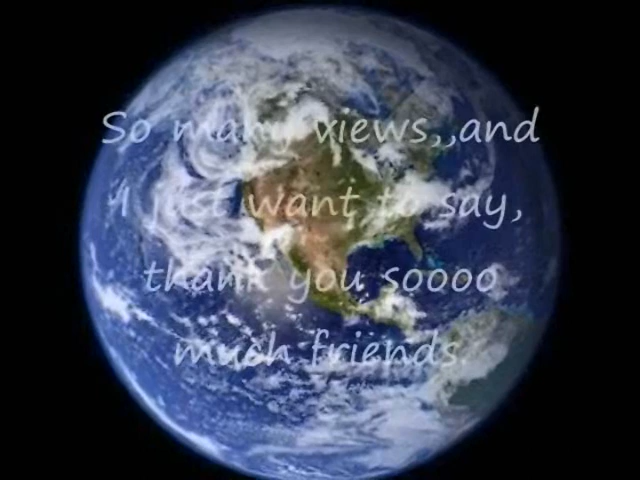 So many views,,and
I just want to say,
thank you soooo
much friends.